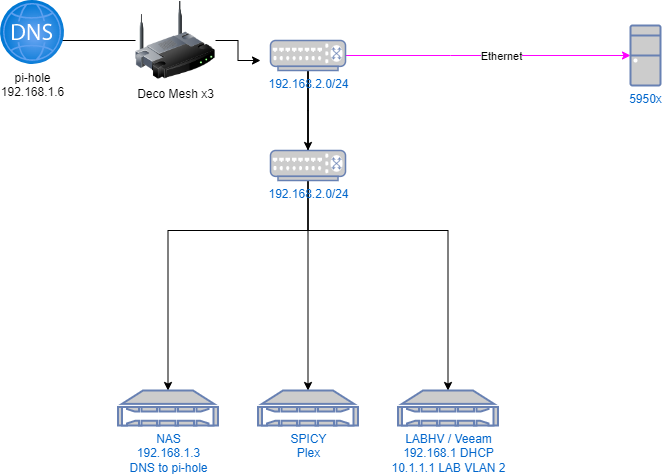 DNS
pi-hole
192.168.1.6
Deco Mesh x3
192.168.2.0/24
Ethernet
5950x
192.168.2.0/24
NAS
192.168.1.3
DNS to pi-hole
SPICY
Plex
LABHV / Veeam
192.168.1 DHCP
10.1.1.1 LAB VLAN 2